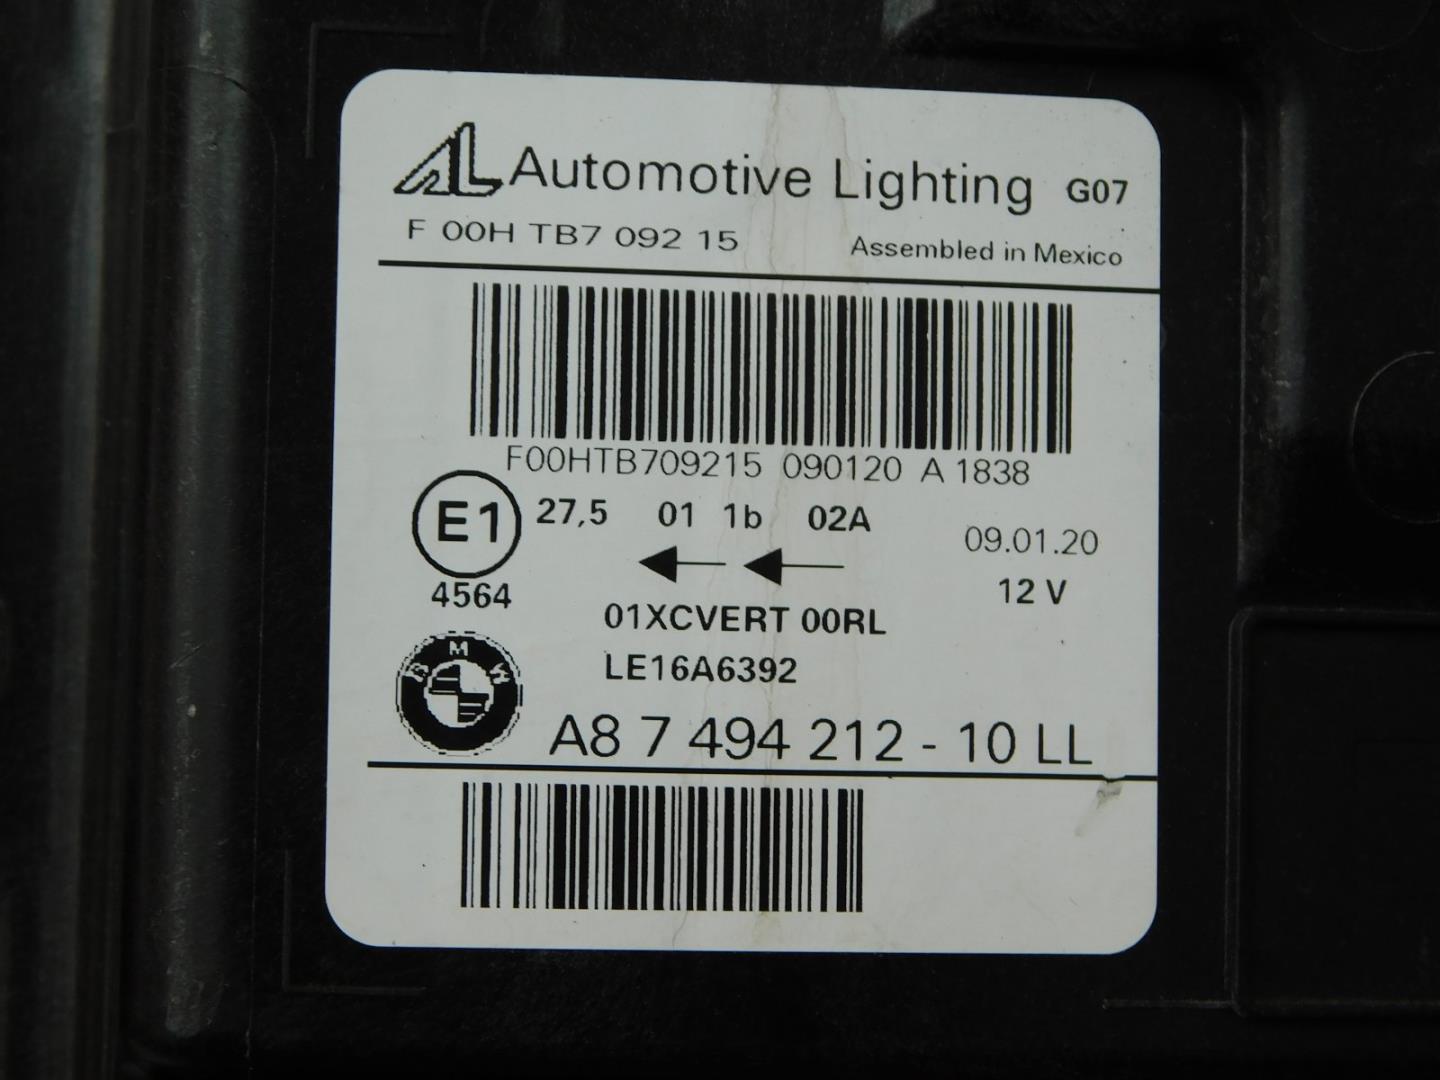 AL Automotive Lighting G07
F 00H TB7 092 15 Assembled in Mexico
F00HTB709215 090120 A 1838
E1 27,5 01 1b 02A 09.01.20
4564 12 V
01XCVERT 00RL
BMW LE16A6392
A8 7 494 212 - 10 LL